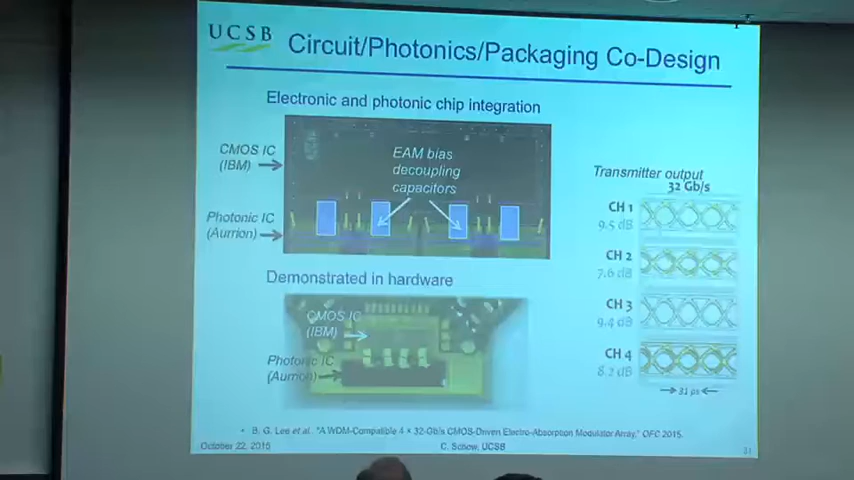 UCSB
Circuit/Photonics/Packaging Co-Design
Electronic and photonic chip integration
CMOS IC
(IBM)
EAM bias
decoupling
capacitors
Photonic IC
(Aurrion)
Demonstrated in hardware
CMOS IC
(IBM)
Photonic IC
(Aurrion)
Transmitter output
32 Gb/s
CH 1
9.5 dB
CH 2
7.6 dB
CH 3
9.4 dB
CH 4
8.2 dB
31 ps
• B. G. Lee et al. "A WDM-Compatible 4 × 32-Gb/s CMOS-Driven Electro-Absorption Modulator Array," OFC 2015.
October 22, 2015
C. Schow, UCSB
31